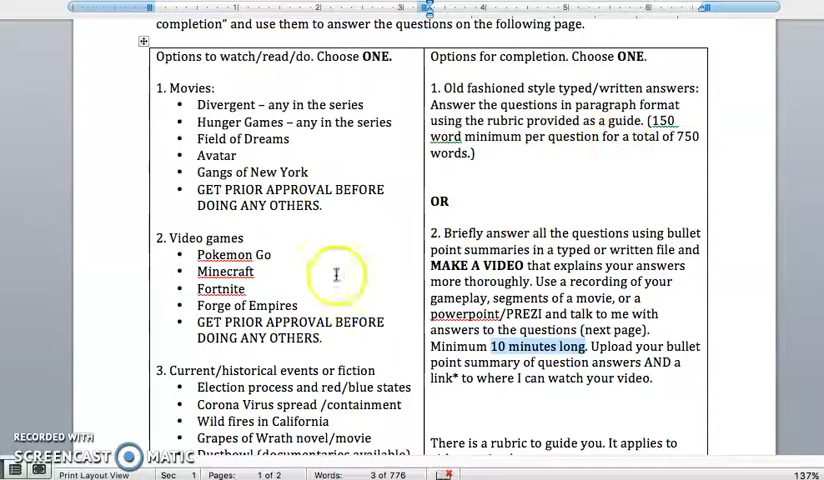 completion" and use them to answer the questions on the following page.
Options to watch/read/do. Choose ONE.
1. Movies:
• Divergent – any in the series
• Hunger Games – any in the series
• Field of Dreams
• Avatar
• Gangs of New York
• GET PRIOR APPROVAL BEFORE
DOING ANY OTHERS.
2. Video games
• Pokemon Go
• Minecraft
• Fortnite
• Forge of Empires
• GET PRIOR APPROVAL BEFORE
DOING ANY OTHERS.
3. Current/historical events or fiction
• Election process and red/blue states
• Corona Virus spread /containment
• Wild fires in California
• Grapes of Wrath novel/movie
• Dustbowl (documentaries available)
Options for completion. Choose ONE.
1. Old fashioned style typed/written answers:
Answer the questions in paragraph format
using the rubric provided as a guide. (150
word minimum per question for a total of 750
words.)
OR
2. Briefly answer all the questions using bullet
point summaries in a typed or written file and
MAKE A VIDEO that explains your answers
more thoroughly. Use a recording of your
gameplay, segments of a movie, or a
powerpoint/PREZI and talk to me with
answers to the questions (next page).
Minimum 10 minutes long. Upload your bullet
point summary of question answers AND a
link* to where I can watch your video.
There is a rubric to guide you. It applies to
RECORDED WITH
SCREENCAST MATIC
Print Layout View Sec 1 Pages: 1 of 2 Words: 3 of 776 137%